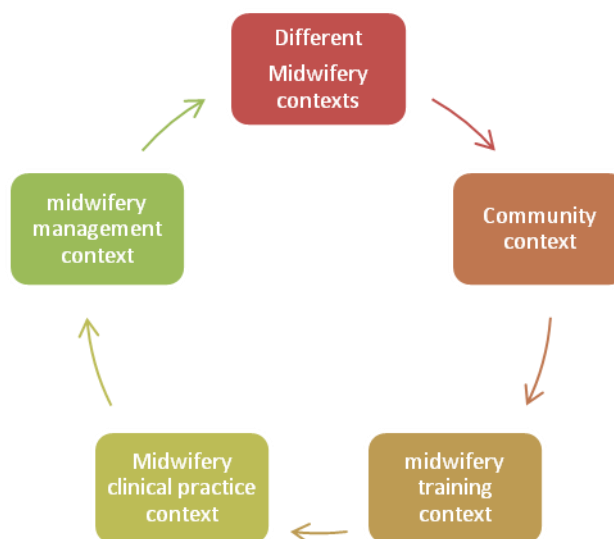 Different
Midwifery
contexts
Community
context
midwifery
training
context
Midwifery
clinical practice
context
midwifery
management
context